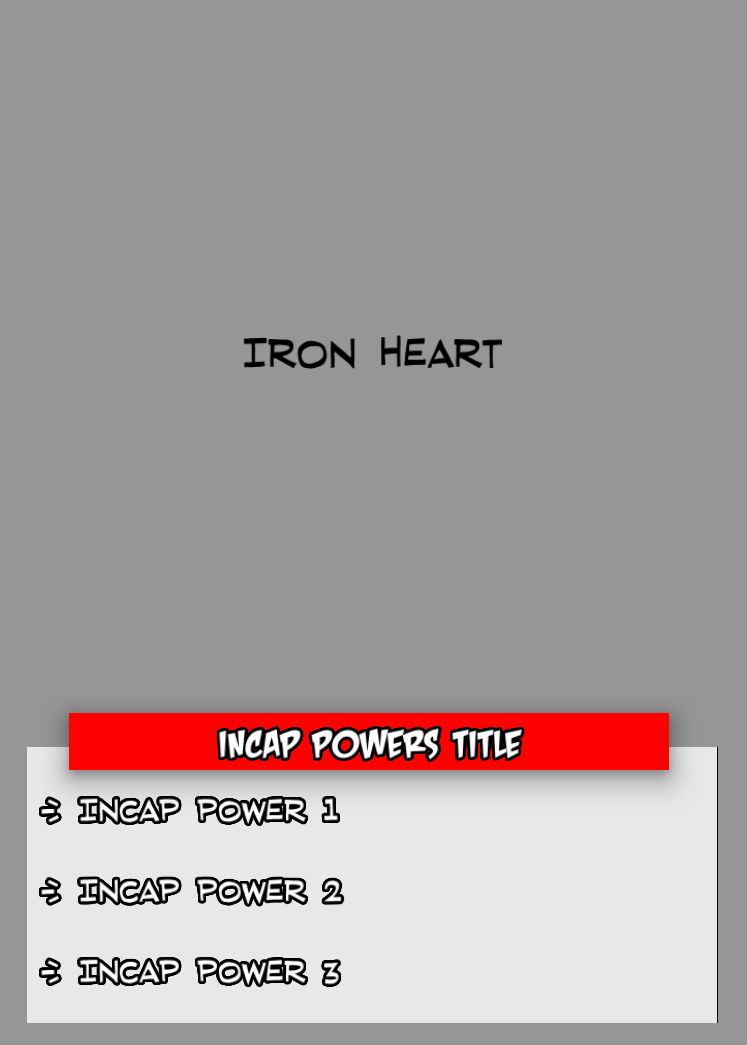 IRON HEART
INCAP POWERS TITLE
INCAP POWER 1
INCAP POWER 2
INCAP POWER 3